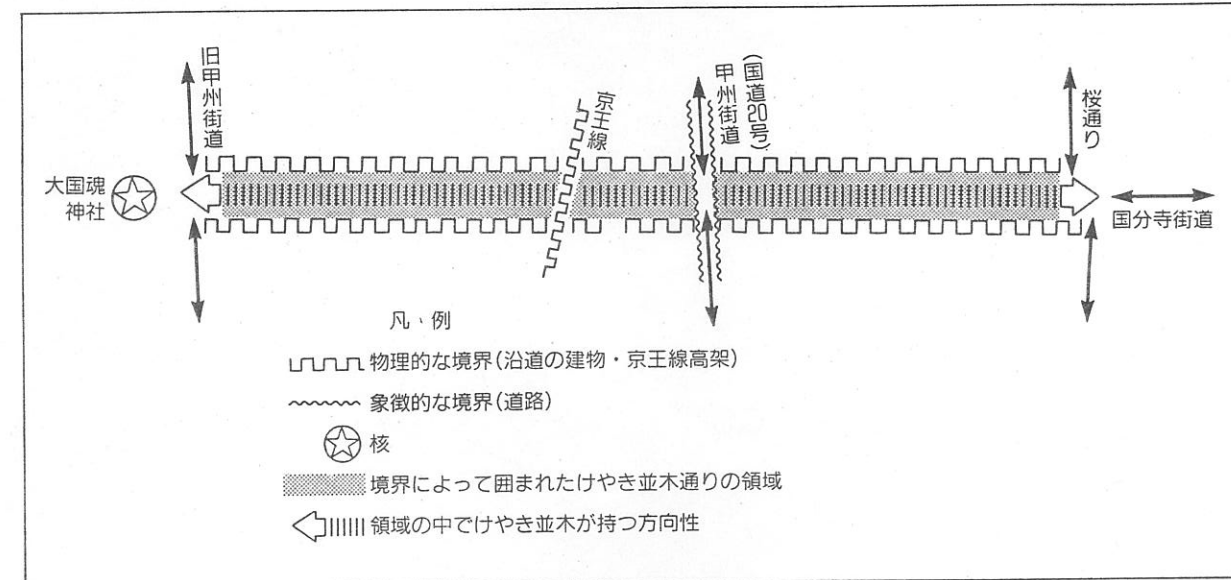 旧甲州街道
京王線
甲州街道
(国道20号)
桜通り
大国魂
神社
国分寺街道
凡、例
物理的な境界(沿道の建物・京王線高架)
象徴的な境界(道路)
核
境界によって囲まれたけやき並木通りの領域
領域の中でけやき並木が持つ方向性